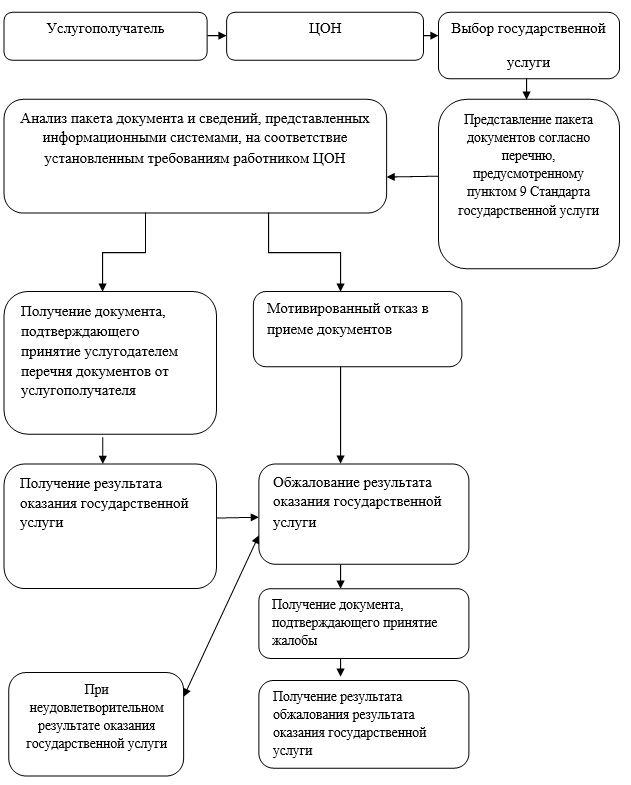 Услугополучатель
ЦОН
Выбор государственной
услуги
Анализ пакета документа и сведений, представленных
информационными системами, на соответствие
установленным требованиям работником ЦОН
Представление пакета
документов согласно
перечню,
предусмотренному
пунктом 9 Стандарта
государственной услуги
Получение документа,
подтверждающего
принятие услугодателем
перечня документов от
услугополучателя
Мотивированный отказ в
приеме документов
Получение результата
оказания государственной
услуги
Обжалование результата
оказания государственной
услуги
Получение документа,
подтверждающего принятие
жалобы
При
неудовлетворительном
результате оказания
государственной услуги
Получение результата
обжалования результата
оказания государственной
услуги